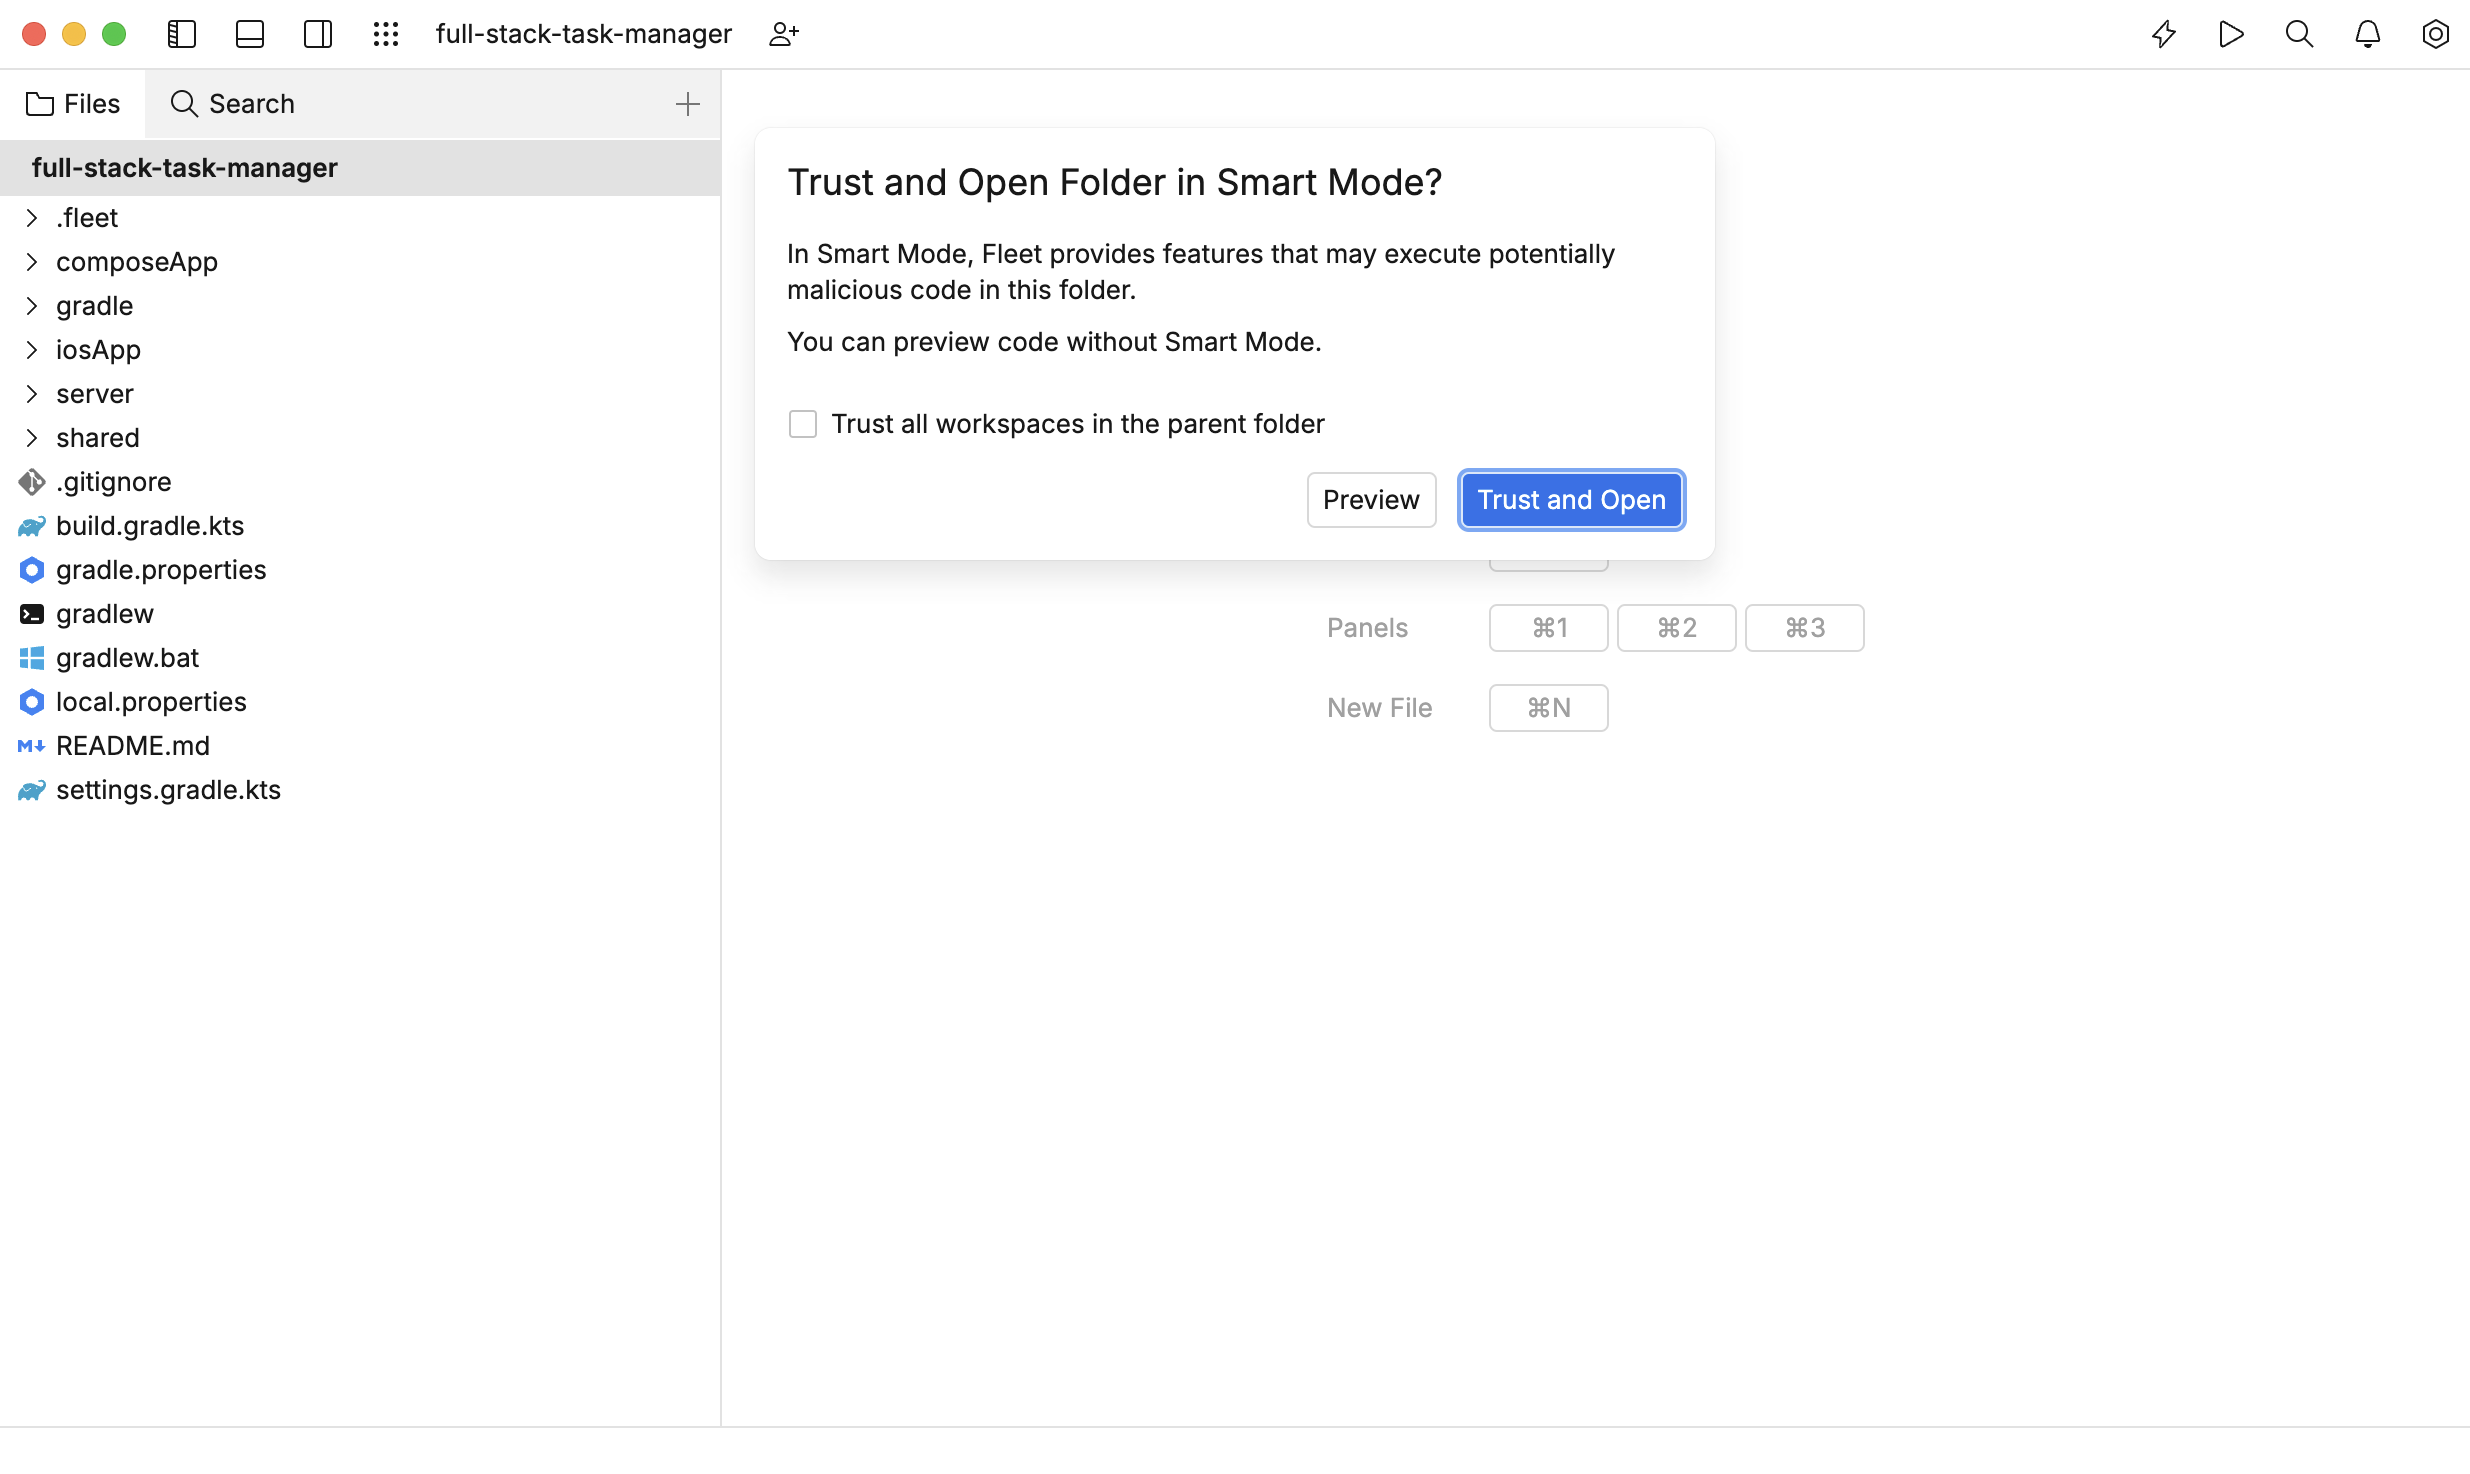 full-stack-task-manager
Files
Search
full-stack-task-manager
.fleet
composeApp
gradle
iosApp
server
shared
.gitignore
build.gradle.kts
gradle.properties
gradlew
gradlew.bat
local.properties
README.md
settings.gradle.kts
Trust and Open Folder in Smart Mode?
In Smart Mode, Fleet provides features that may execute potentially
malicious code in this folder.
You can preview code without Smart Mode.
Trust all workspaces in the parent folder
Preview Trust and Open
Panels ⌘1 ⌘2 ⌘3
New File ⌘N